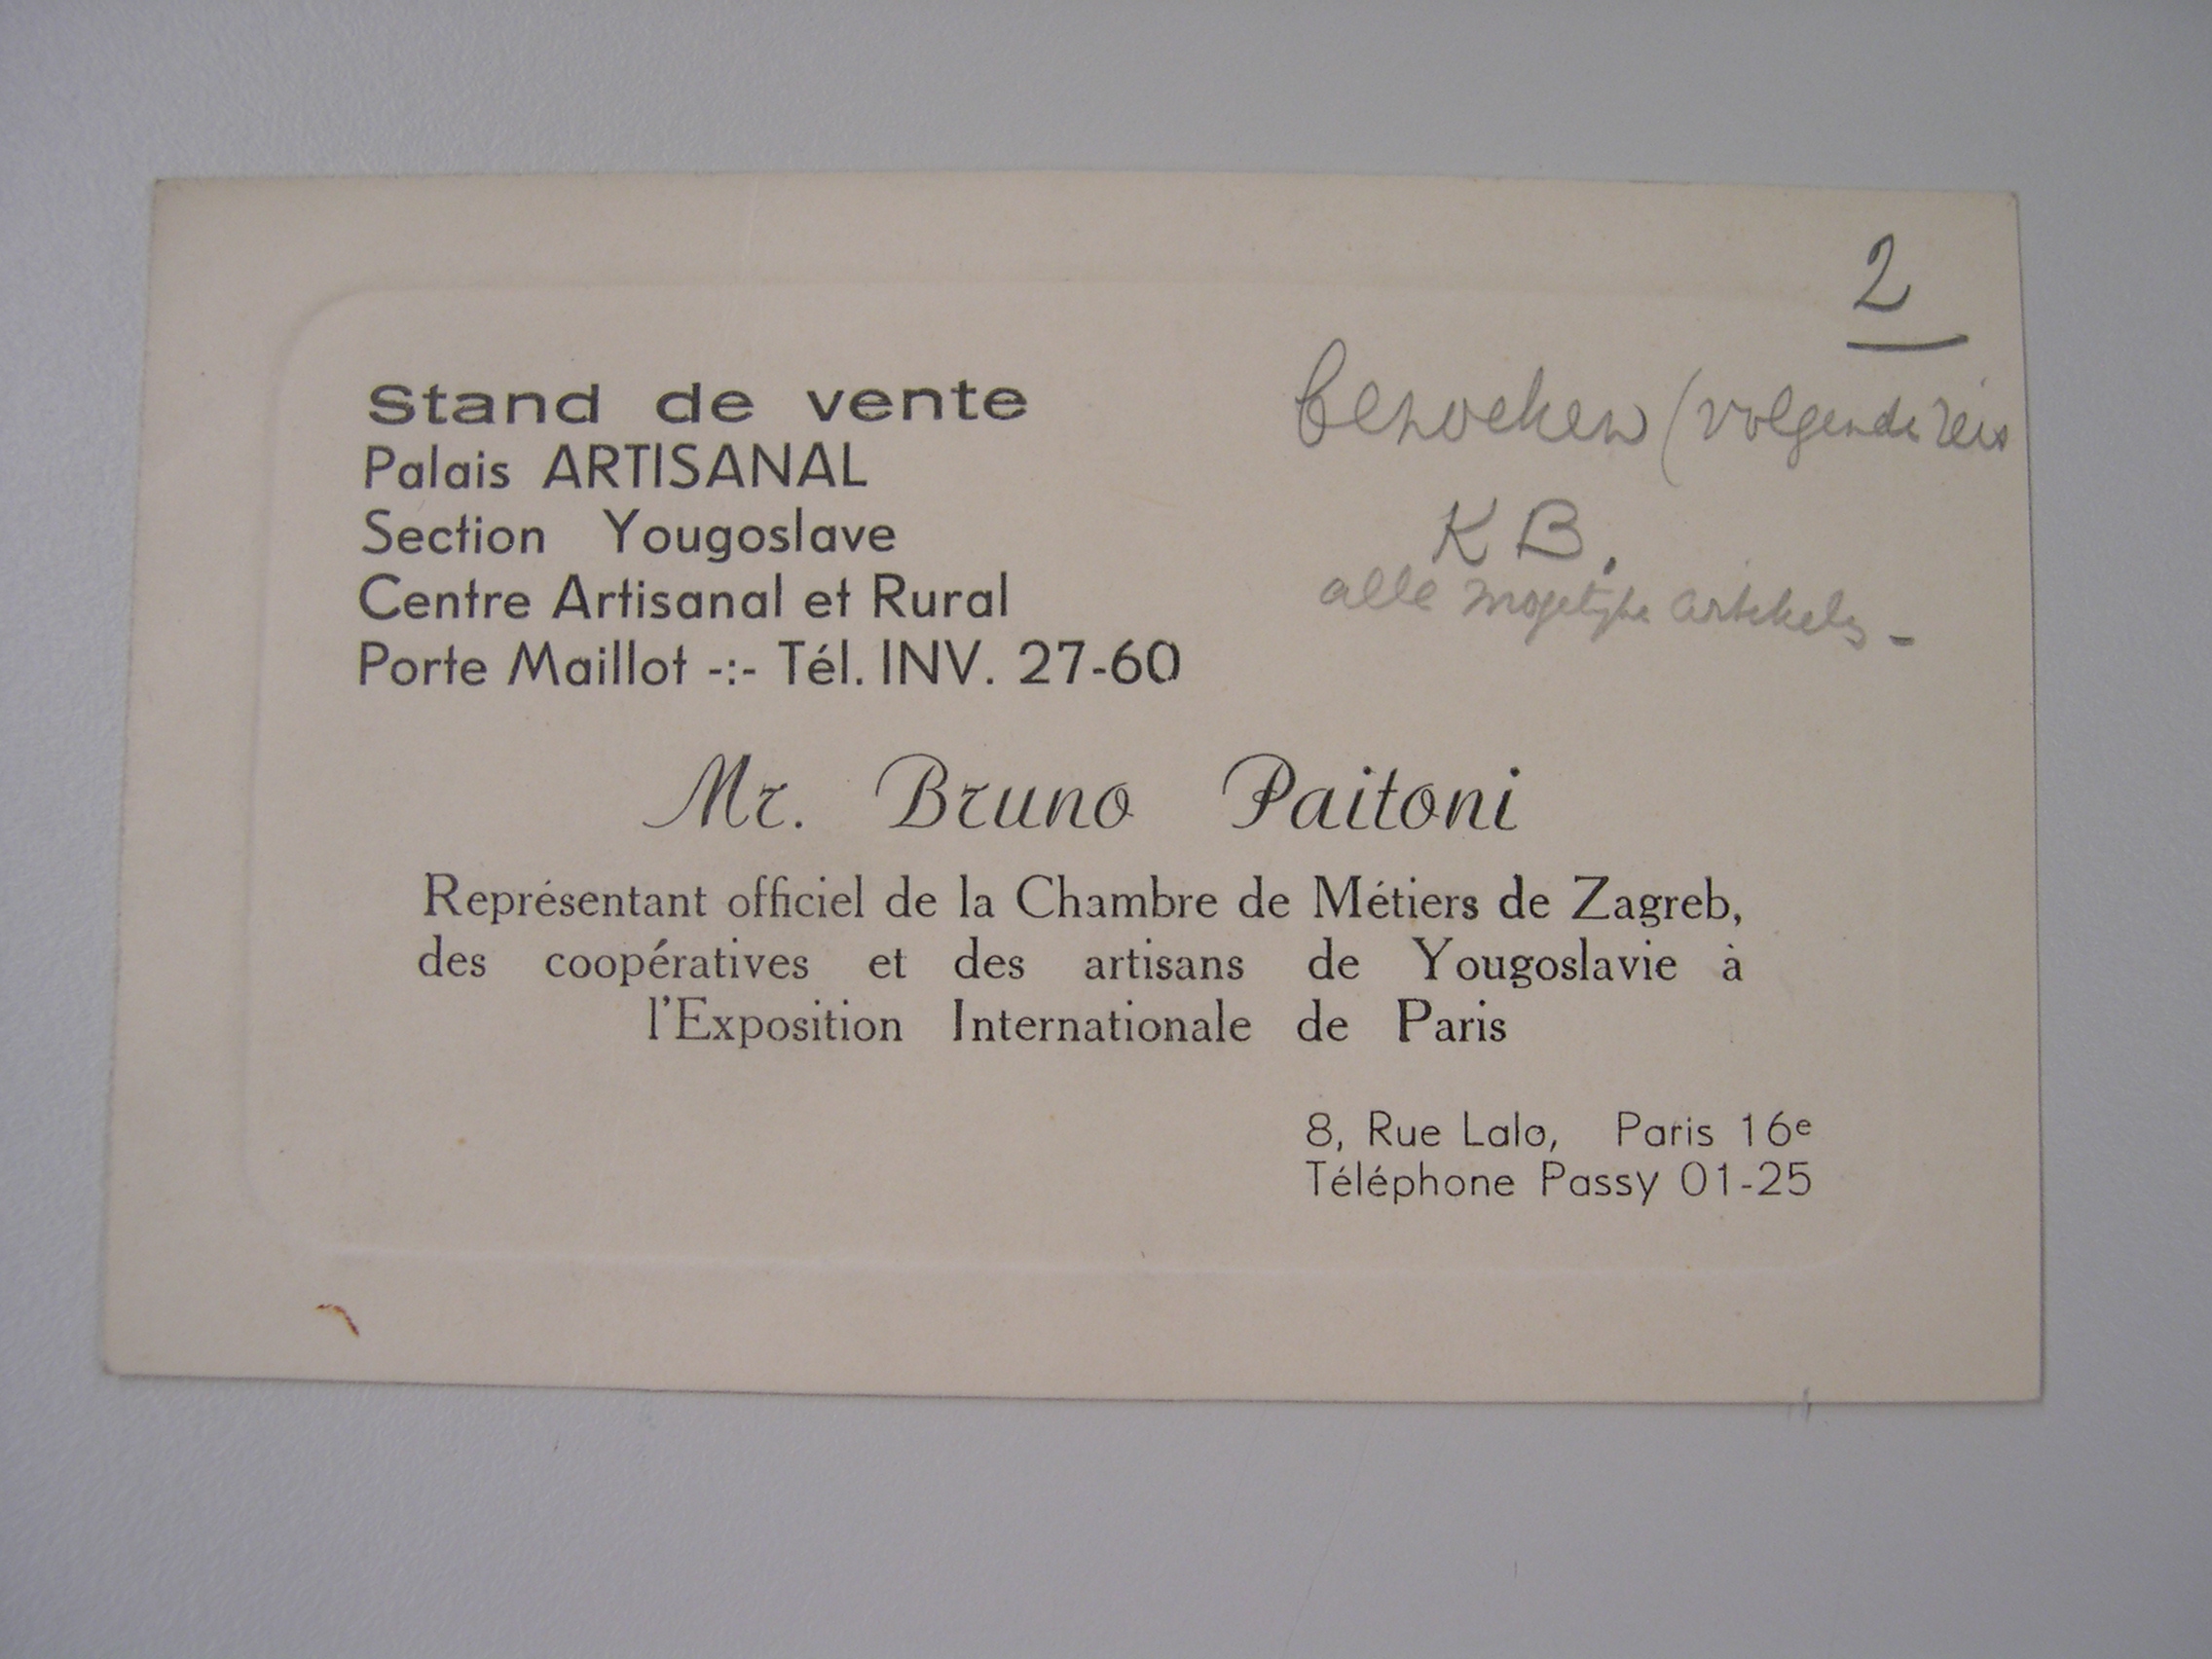 2
Stand de vente
bezoeken (volgende reis
Palais ARTISANAL
Section Yougoslave
K B.
Centre Artisanal et Rural
alle mogelijke artikels -
Porte Maillot -:- Tél. INV. 27-60
Mr. Bruno Paitoni
Représentant officiel de la Chambre de Métiers de Zagreb,
des coopératives et des artisans de Yougoslavie à
l'Exposition Internationale de Paris
8, Rue Lalo, Paris 16e
Téléphone Passy 01-25